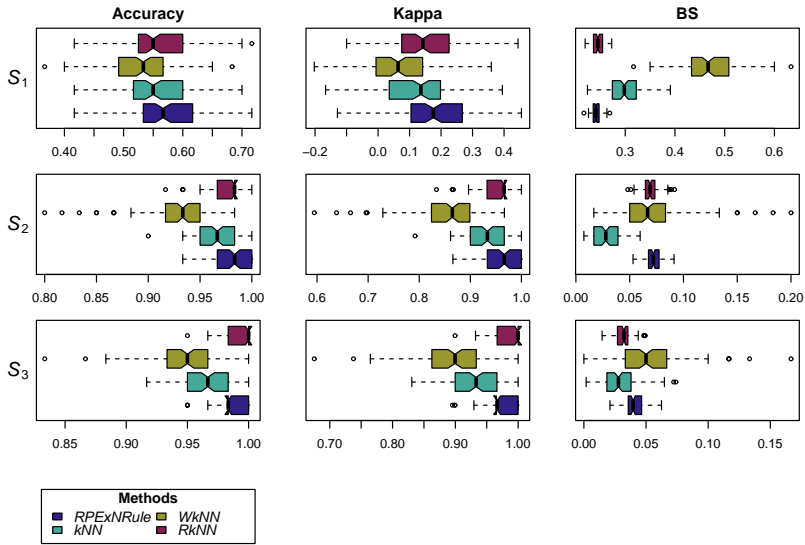 Accuracy Kappa BS
S1
0.40 0.50 0.60 0.70
−0.2 0.0 0.1 0.2 0.3 0.4
0.3 0.4 0.5 0.6
S2
0.80 0.85 0.90 0.95 1.00
0.6 0.7 0.8 0.9 1.0
0.00 0.05 0.10 0.15 0.20
S3
0.85 0.90 0.95 1.00
0.70 0.80 0.90 1.00
0.00 0.05 0.10 0.15
Methods
RPExNRule WkNN
kNN RkNN